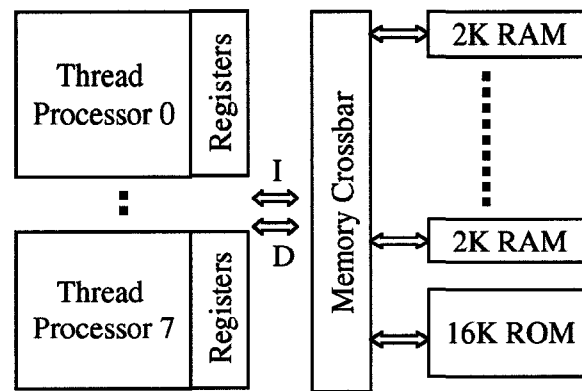 Thread
Processor 0
Registers
I
D
Thread
Processor 7
Registers
Memory Crossbar
2K RAM
2K RAM
16K ROM